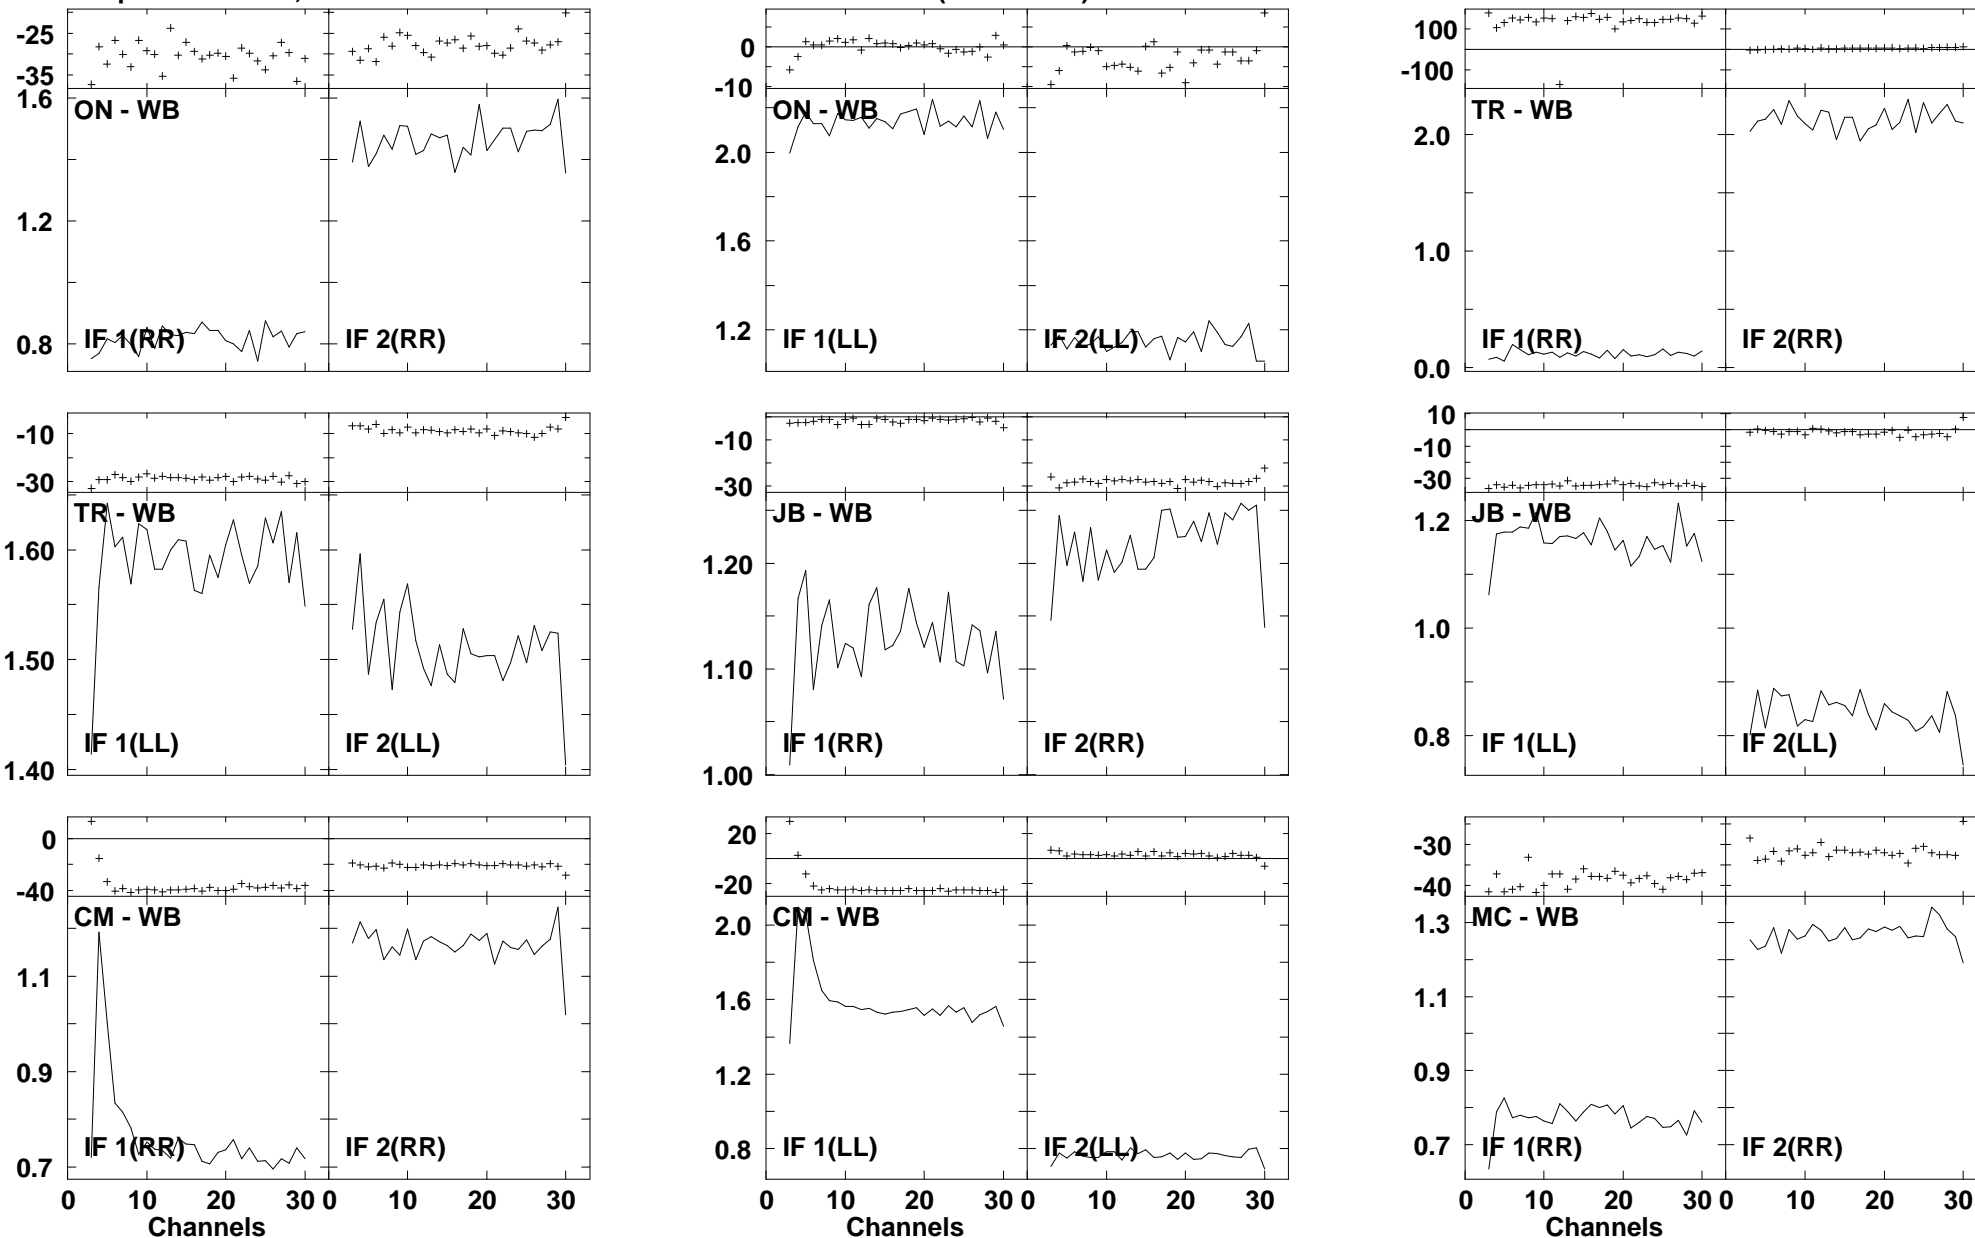 -25
-35
0
-10
100
-100
1.6
1.2
0.8
ON - WB
IF 1(RR)
IF 2(RR)
2.0
1.6
1.2
ON - WB
IF 1(LL)
IF 2(LL)
2.0
1.0
0.0
TR - WB
IF 1(RR)
IF 2(RR)
-10
-30
-10
-30
10
-10
-30
1.60
1.50
1.40
TR - WB
IF 1(LL)
IF 2(LL)
1.20
1.10
1.00
JB - WB
IF 1(RR)
IF 2(RR)
1.2
1.0
0.8
JB - WB
IF 1(LL)
IF 2(LL)
0
-40
20
-20
-30
-40
1.1
0.9
0.7
CM - WB
IF 1(RR)
IF 2(RR)
2.0
1.6
1.2
0.8
CM - WB
IF 1(LL)
IF 2(LL)
1.3
1.1
0.9
0.7
MC - WB
IF 1(RR)
IF 2(RR)
0 10 20 30 0 10 20 30
0 10 20 30 0 10 20 30
0 10 20 30 0 10 20 30
Channels
Channels
Channels